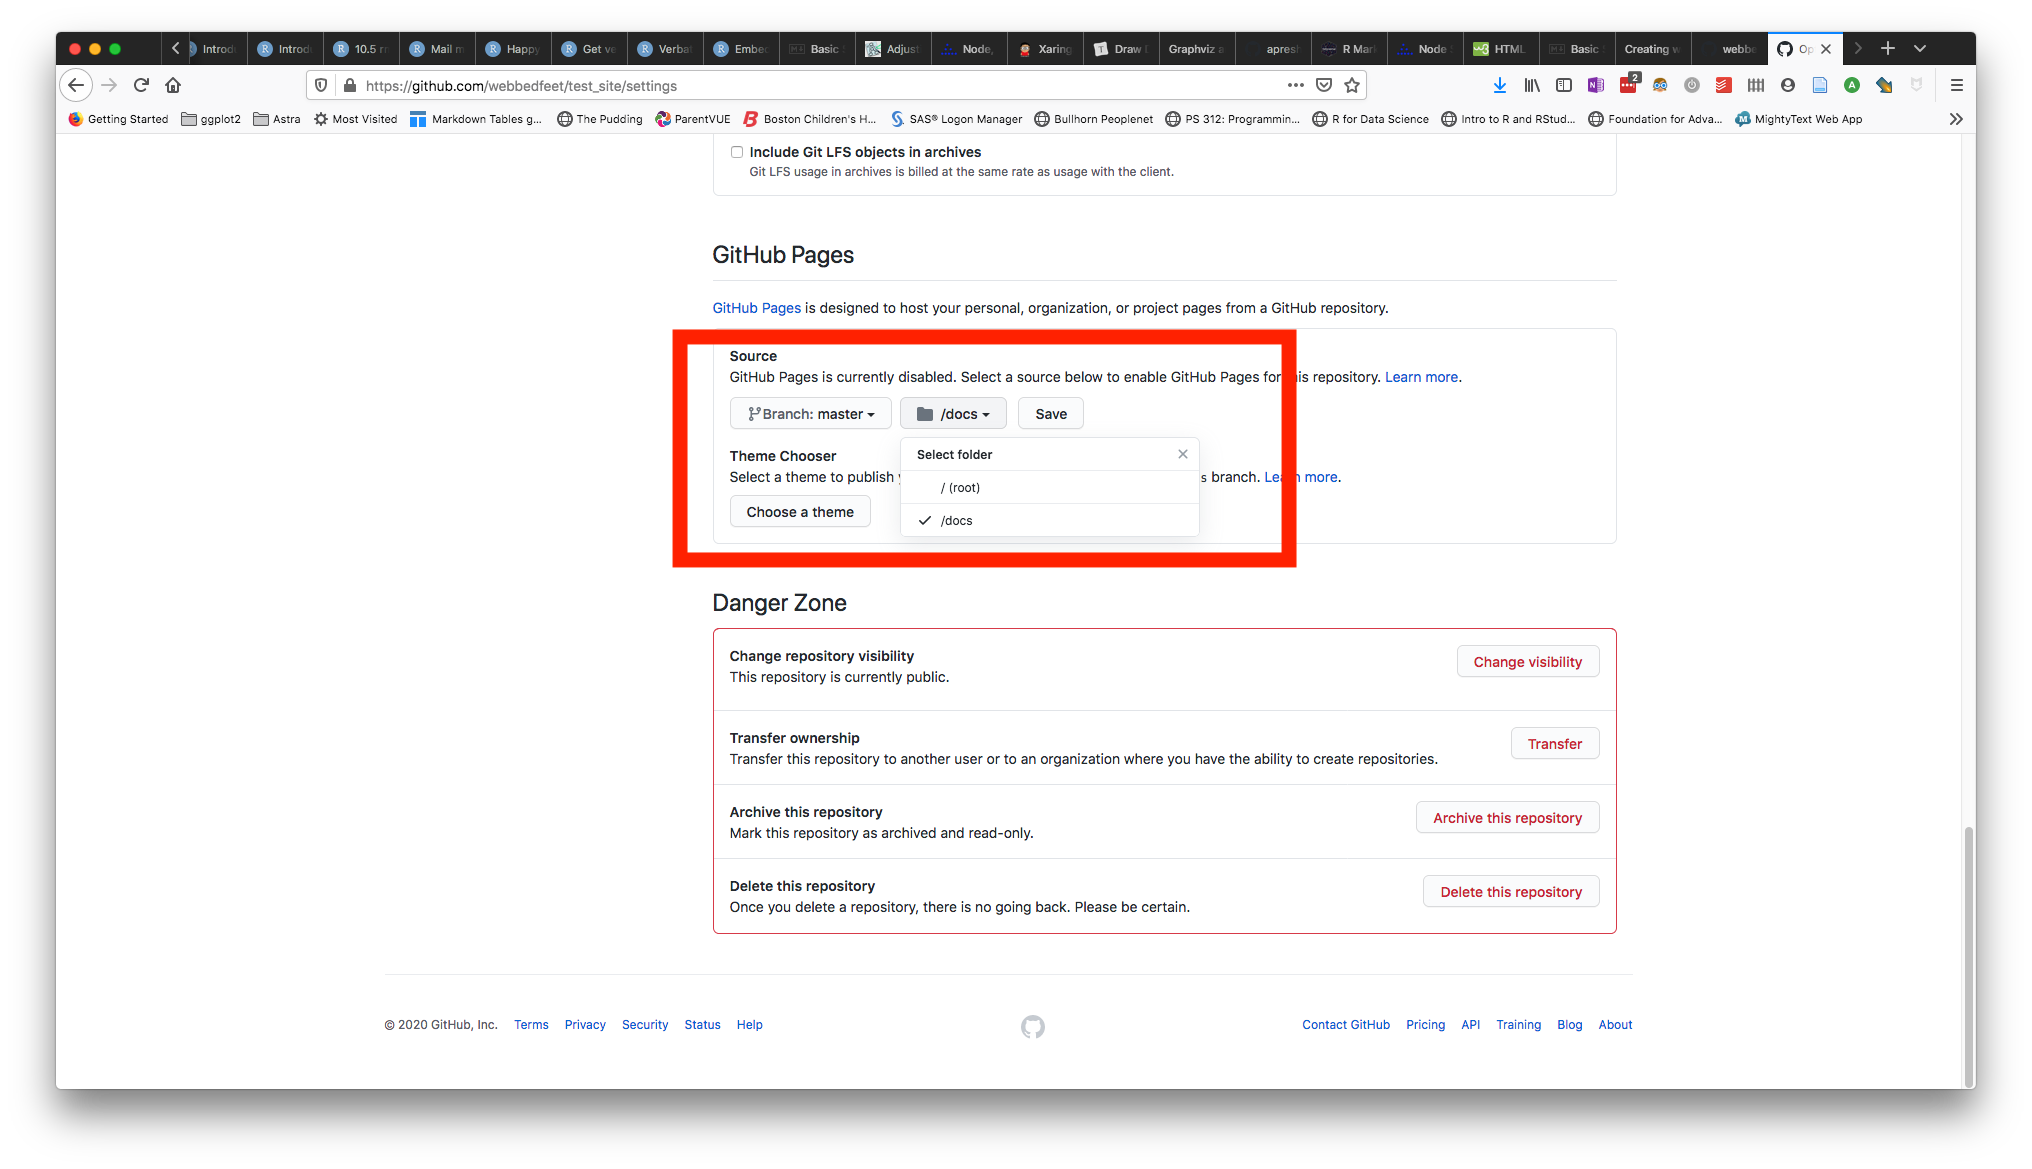 Introd Introd 10.5 r Mail m Happy Get ve Verba Embed Basic Adjust Node, Xaring Draw Graphviz a apresl R Mar Node HTML Basic Creating w webbe Op
https://github.com/webbedfeet/test_site/settings
2
Getting Started ggplot2 Astra Most Visited Markdown Tables g... The Pudding ParentVUE Boston Children's H... SAS® Logon Manager Bullhorn Peoplenet PS 312: Programmin... R for Data Science Intro to R and RStud... Foundation for Adva... MightyText Web App
Include Git LFS objects in archives
Git LFS usage in archives is billed at the same rate as usage with the client.
GitHub Pages
GitHub Pages is designed to host your personal, organization, or project pages from a GitHub repository.
Source
GitHub Pages is currently disabled. Select a source below to enable GitHub Pages for is repository. Learn more.
Branch: master /docs Save
Select folder
/ (root)
/docs
Theme Chooser
Select a theme to publish s branch. Le n more.
Choose a theme
Danger Zone
Change repository visibility
This repository is currently public.
Change visibility
Transfer ownership
Transfer this repository to another user or to an organization where you have the ability to create repositories.
Transfer
Archive this repository
Mark this repository as archived and read-only.
Archive this repository
Delete this repository
Once you delete a repository, there is no going back. Please be certain.
Delete this repository
© 2020 GitHub, Inc. Terms Privacy Security Status Help Contact GitHub Pricing API Training Blog About